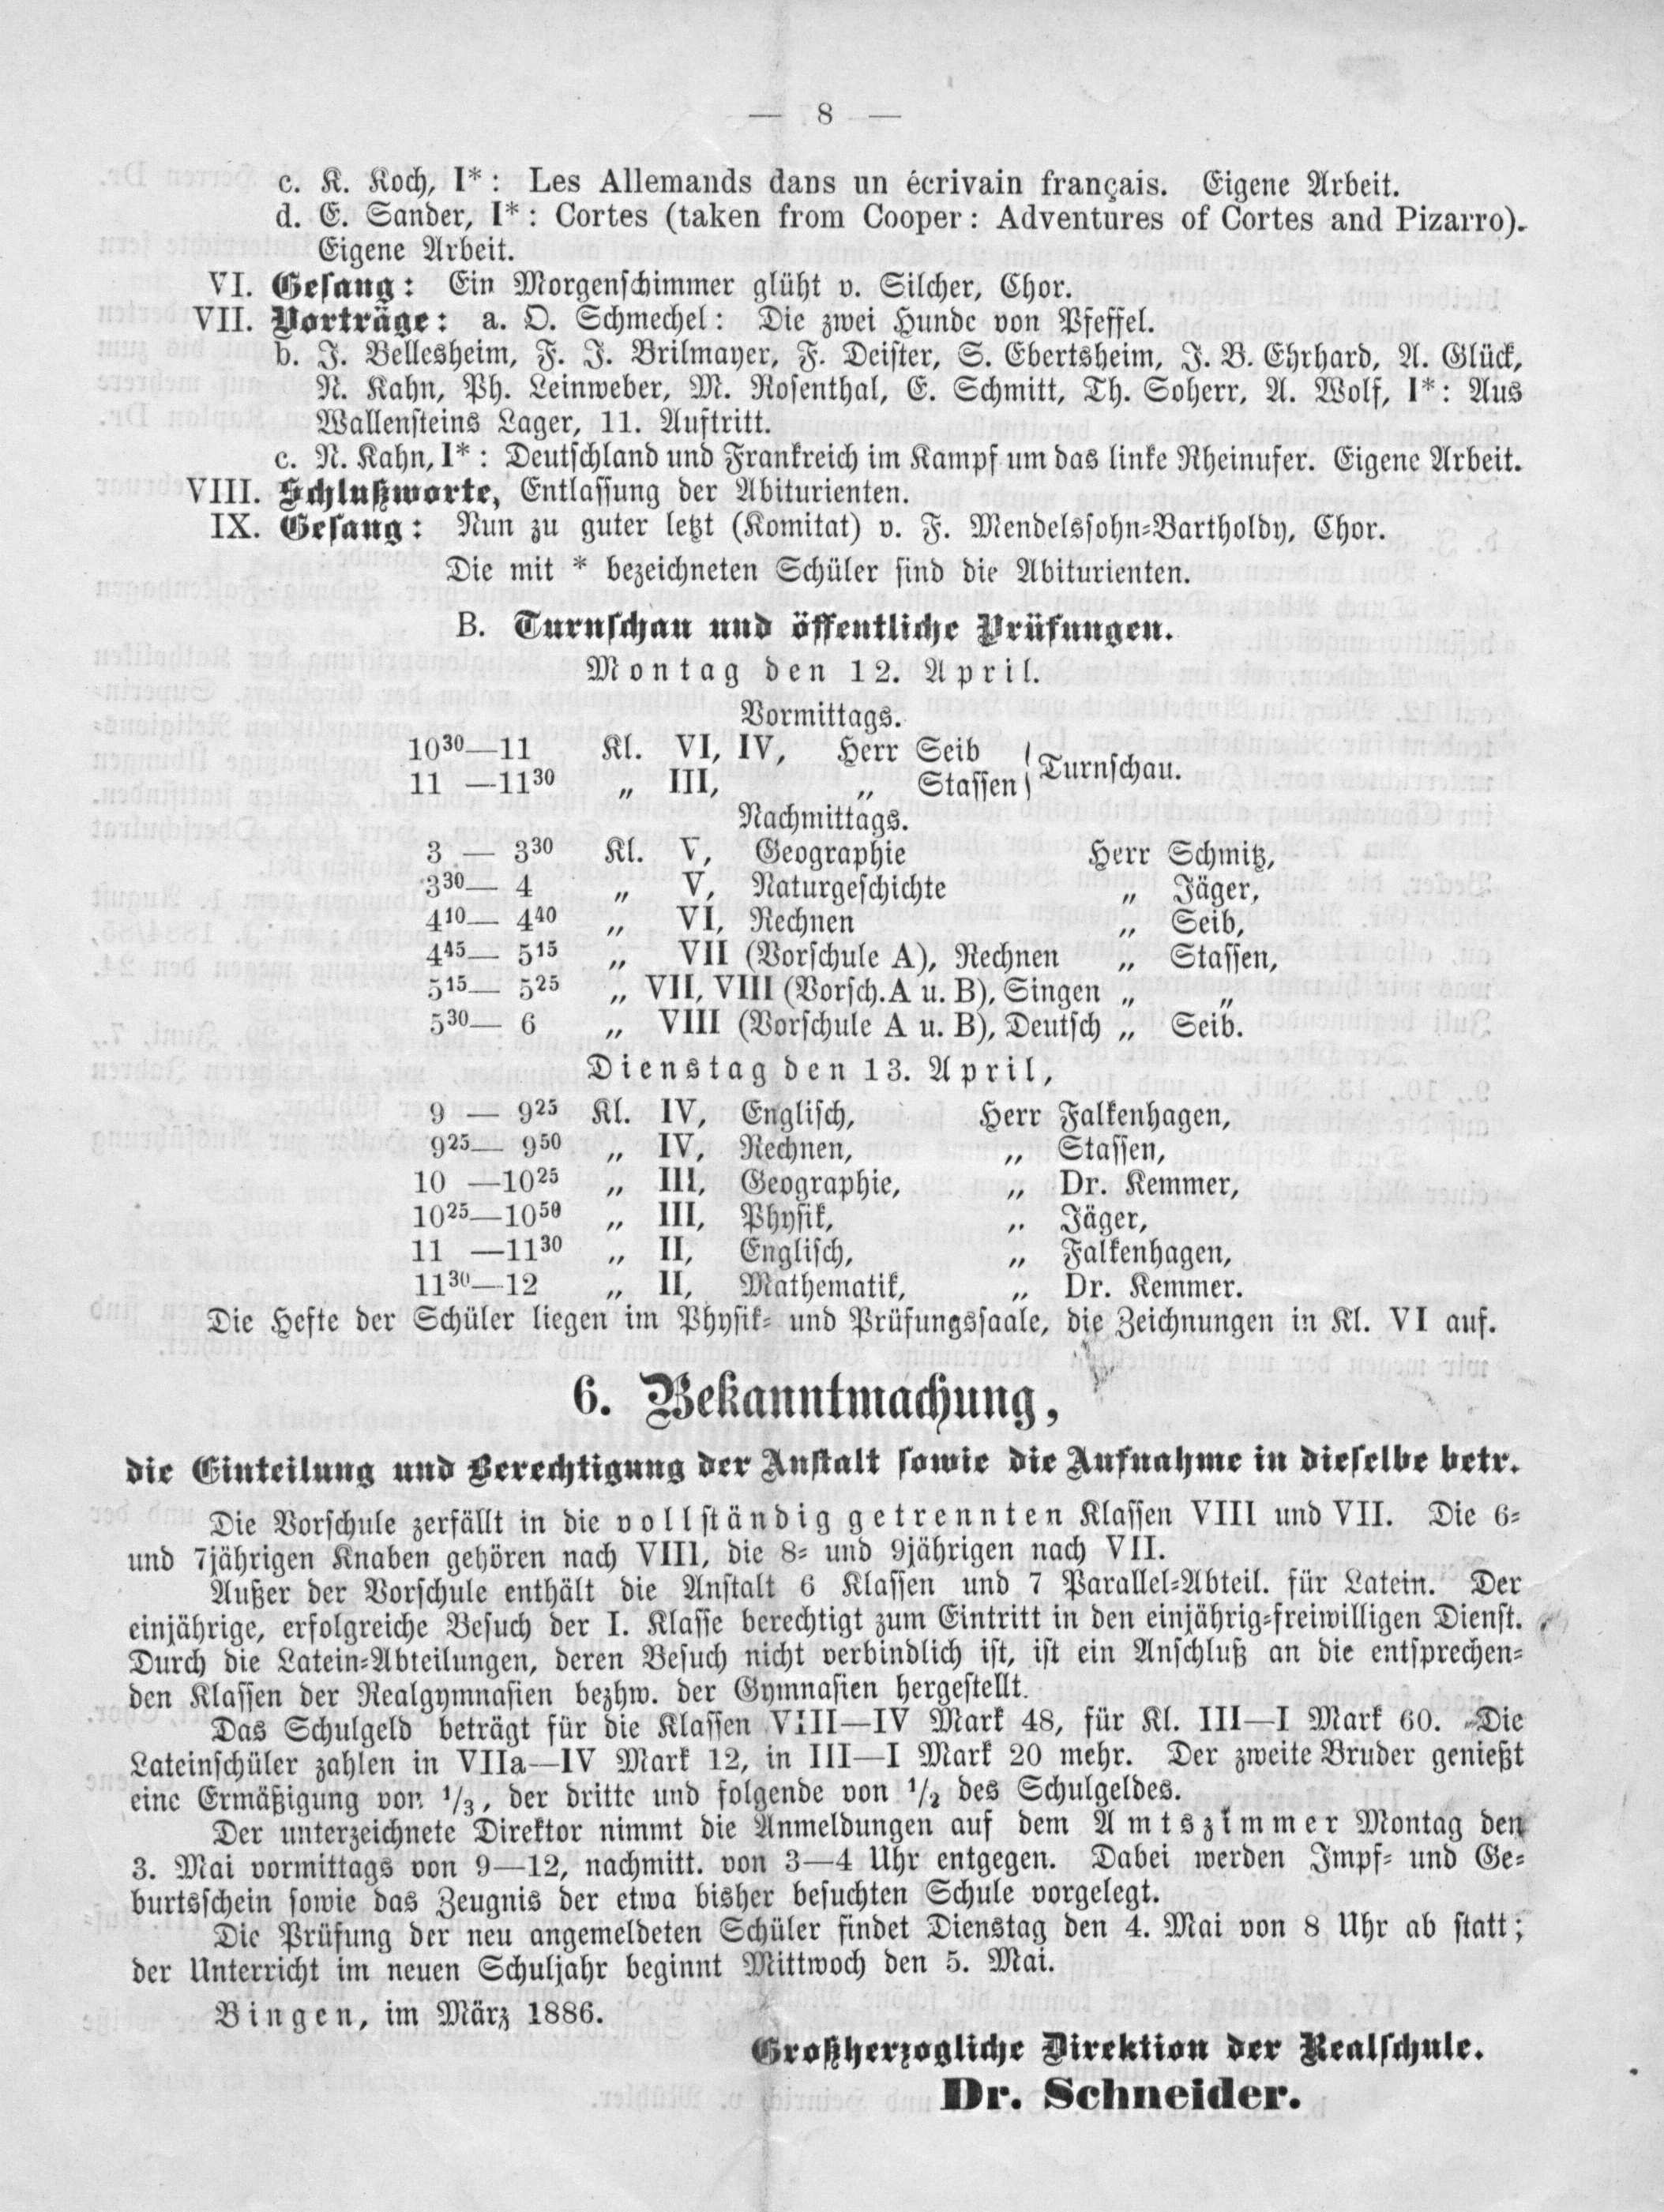 — 8 —
c. K. Koch, I*: Les Allemands dans un écrivain français. Eigene Arbeit.
d. E. Sander, I*: Cortes (taken from Cooper: Adventures of Cortes and Pizarro).
Eigene Arbeit.
VI. Gesang: Ein Morgenschimmer glüht v. Silcher, Chor.
VII. Vorträge: a. O. Schmechel: Die zwei Hunde von Pfeffel.
b. J. Bellesheim, F. J. Brilmayer, F. Deister, S. Ebertsheim, J. B. Ehrhard, A. Glück,
N. Kahn, Ph. Leinweber, M. Rosenthal, E. Schmitt, Th. Soherr, A. Wolf, I*: Aus
Wallensteins Lager, 11. Auftritt.
c. N. Kahn, I*: Deutschland und Frankreich im Kampf um das linke Rheinufer. Eigene Arbeit.
VIII. Schlußworte, Entlassung der Abiturienten.
IX. Gesang: Nun zu guter letzt (Komitat) v. F. Mendelssohn-Bartholdy, Chor.
Die mit * bezeichneten Schüler sind die Abiturienten.
B. Turnschau und öffentliche Prüfungen.
Montag den 12. April.
Vormittags.
10³⁰—11 Kl. VI, IV, Herr Seib } Turnschau.
11 —11³⁰ „ III, „ Stassen }
Nachmittags.
3 — 3³⁰ Kl. V, Geographie Herr Schmitz,
3³⁰— 4 „ V, Naturgeschichte „ Jäger,
4¹⁰— 4⁴⁰ „ VI, Rechnen „ Seib,
4⁴⁵— 5¹⁵ „ VII (Vorschule A), Rechnen „ Stassen,
5¹⁵— 5²⁵ „ VII, VIII (Vorsch. A u. B), Singen „ „
5³⁰— 6 „ VIII (Vorschule A u. B), Deutsch „ Seib.
Dienstag den 13. April,
9 — 9²⁵ Kl. IV, Englisch, Herr Falkenhagen,
9²⁵— 9⁵⁰ „ IV, Rechnen, „ Stassen,
10 —10²⁵ „ III, Geographie, „ Dr. Kemmer,
10²⁵—10⁵⁰ „ III, Physik, „ Jäger,
11 —11³⁰ „ II, Englisch, „ Falkenhagen,
11³⁰—12 „ II, Mathematik, „ Dr. Kemmer.
Die Hefte der Schüler liegen im Physik- und Prüfungssaale, die Zeichnungen in Kl. VI auf.
6. Bekanntmachung,
die Einteilung und Berechtigung der Anstalt sowie die Aufnahme in dieselbe betr.
Die Vorschule zerfällt in die vollständig getrennten Klassen VIII und VII. Die 6-
und 7jährigen Knaben gehören nach VIII, die 8- und 9jährigen nach VII.
Außer der Vorschule enthält die Anstalt 6 Klassen und 7 Parallel-Abteil. für Latein. Der
einjährige, erfolgreiche Besuch der I. Klasse berechtigt zum Eintritt in den einjährig-freiwilligen Dienst.
Durch die Latein-Abteilungen, deren Besuch nicht verbindlich ist, ist ein Anschluß an die entsprechen-
den Klassen der Realgymnasien bezhw. der Gymnasien hergestellt.
Das Schulgeld beträgt für die Klassen VIII—IV Mark 48, für Kl. III—I Mark 60. Die
Lateinschüler zahlen in VIIa—IV Mark 12, in III—I Mark 20 mehr. Der zweite Bruder genießt
eine Ermäßigung von 1/3, der dritte und folgende von 1/2 des Schulgeldes.
Der unterzeichnete Direktor nimmt die Anmeldungen auf dem Amtszimmer Montag den
3. Mai vormittags von 9—12, nachmitt. von 3—4 Uhr entgegen. Dabei werden Impf- und Ge-
burtsschein sowie das Zeugnis der etwa bisher besuchten Schule vorgelegt.
Die Prüfung der neu angemeldeten Schüler findet Dienstag den 4. Mai von 8 Uhr ab statt;
der Unterricht im neuen Schuljahr beginnt Mittwoch den 5. Mai.
Bingen, im März 1886.
Großherzogliche Direktion der Realschule.
Dr. Schneider.